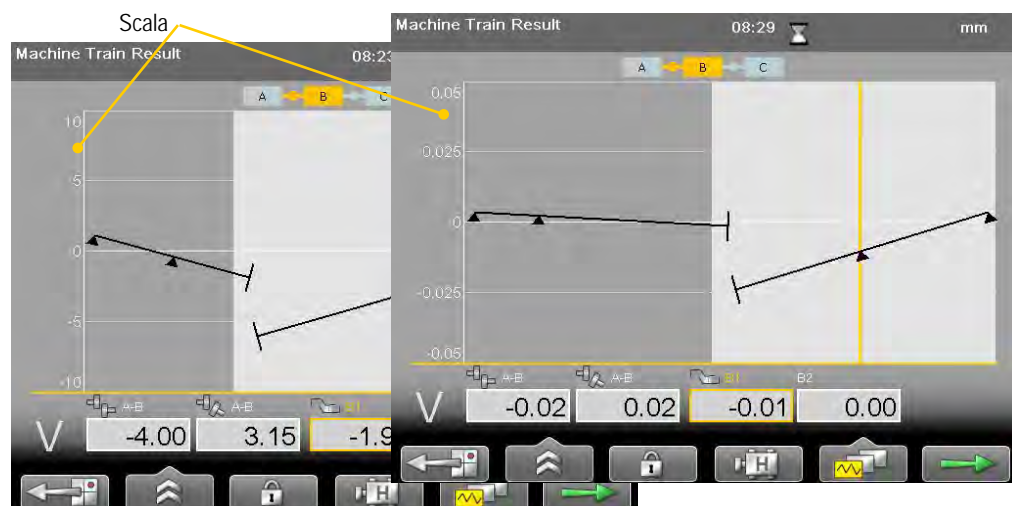 Scala
Machine Train Result 08:23
A B C
10
5
0
-5
-10
A-B A-B B1
V -4.00 3.15 -1.9
H
Machine Train Result 08:29 mm
A B C
0.05
0.025
0
-0.025
-0.05
A-B A-B B1 B2
V -0.02 0.02 -0.01 0.00
H